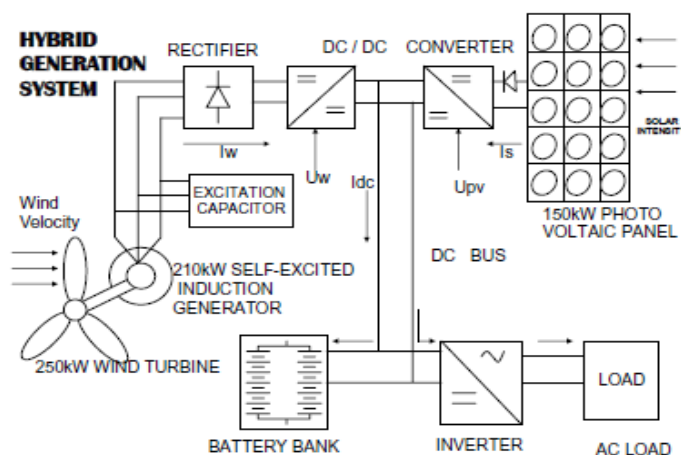 HYBRID
GENERATION
SYSTEM
RECTIFIER
DC / DC CONVERTER
SOLAR
INTENSIT
Iw
Uw
Idc
Upv
Is
EXCITATION
CAPACITOR
Wind
Velocity
150kW PHOTO
VOLTAIC PANEL
DC BUS
210kW SELF-EXCITED
INDUCTION
GENERATOR
250kW WIND TURBINE
LOAD
BATTERY BANK
INVERTER
AC LOAD